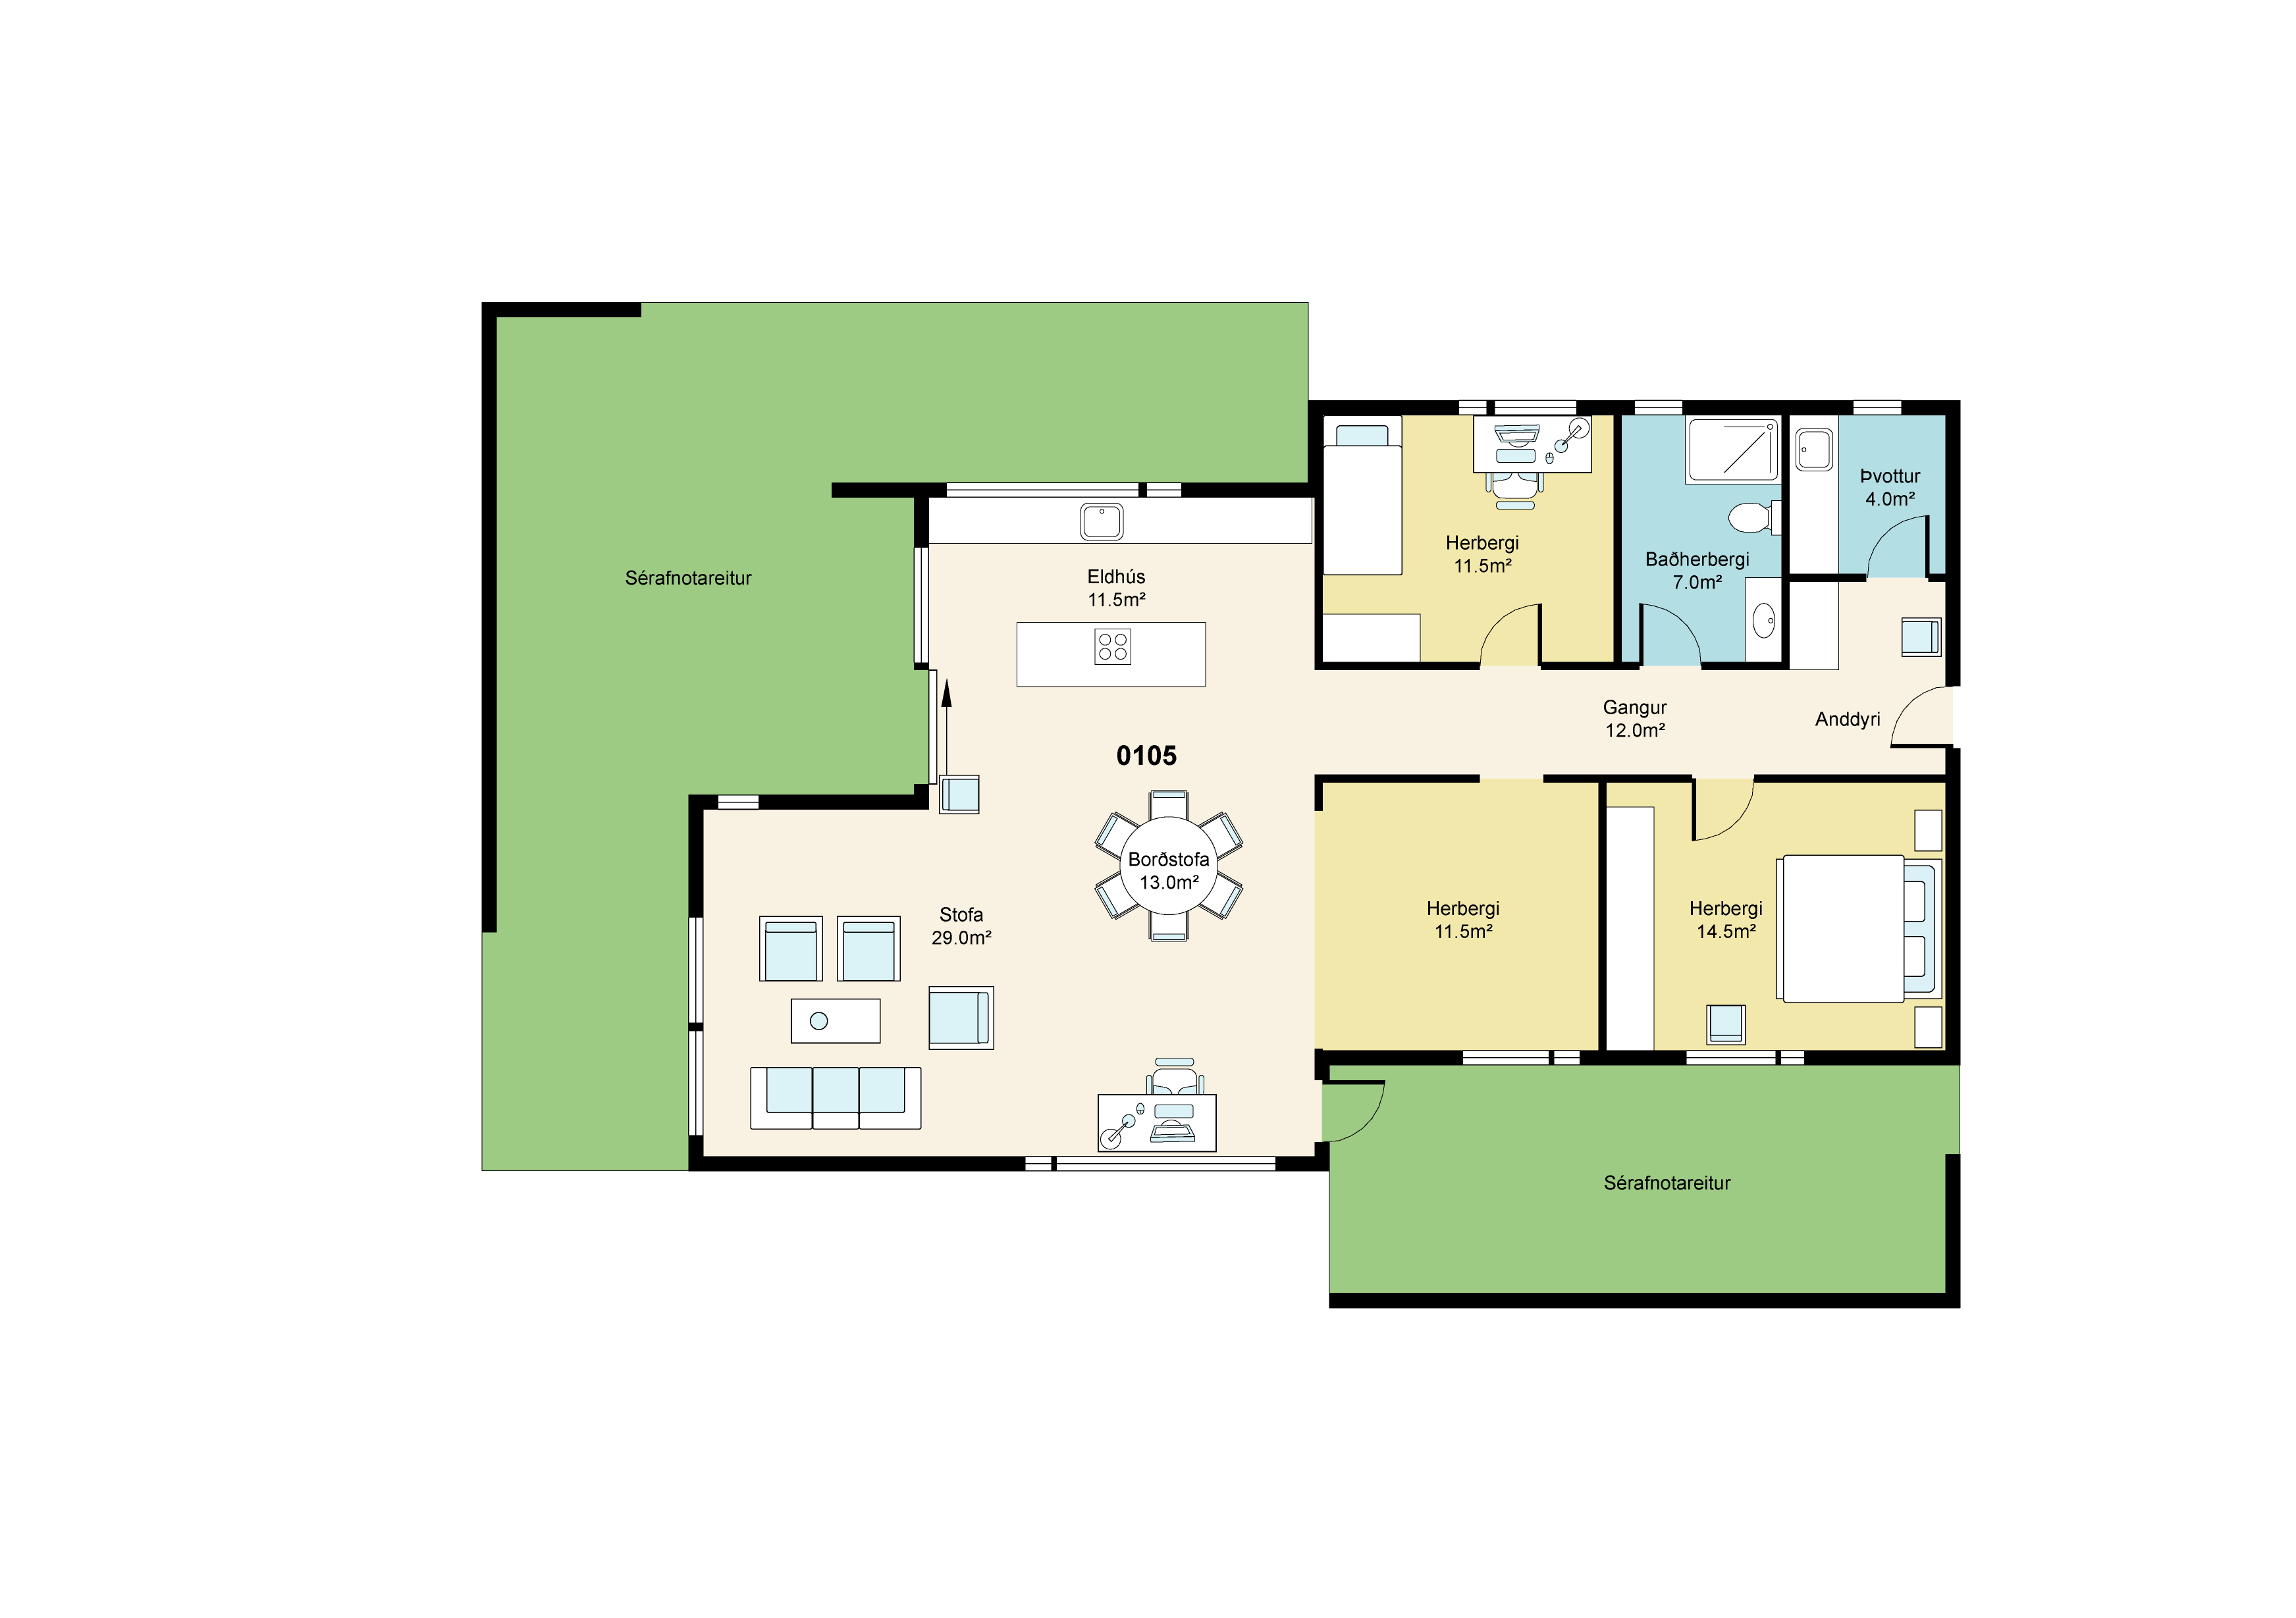 Þvottur
4.0m²
Herbergi
11.5m²
Baðherbergi
7.0m²
Sérafnotareitur
Eldhús
11.5m²
Gangur
12.0m²
Anddyri
0105
Borðstofa
13.0m²
Stofa
29.0m²
Herbergi
11.5m²
Herbergi
14.5m²
Sérafnotareitur